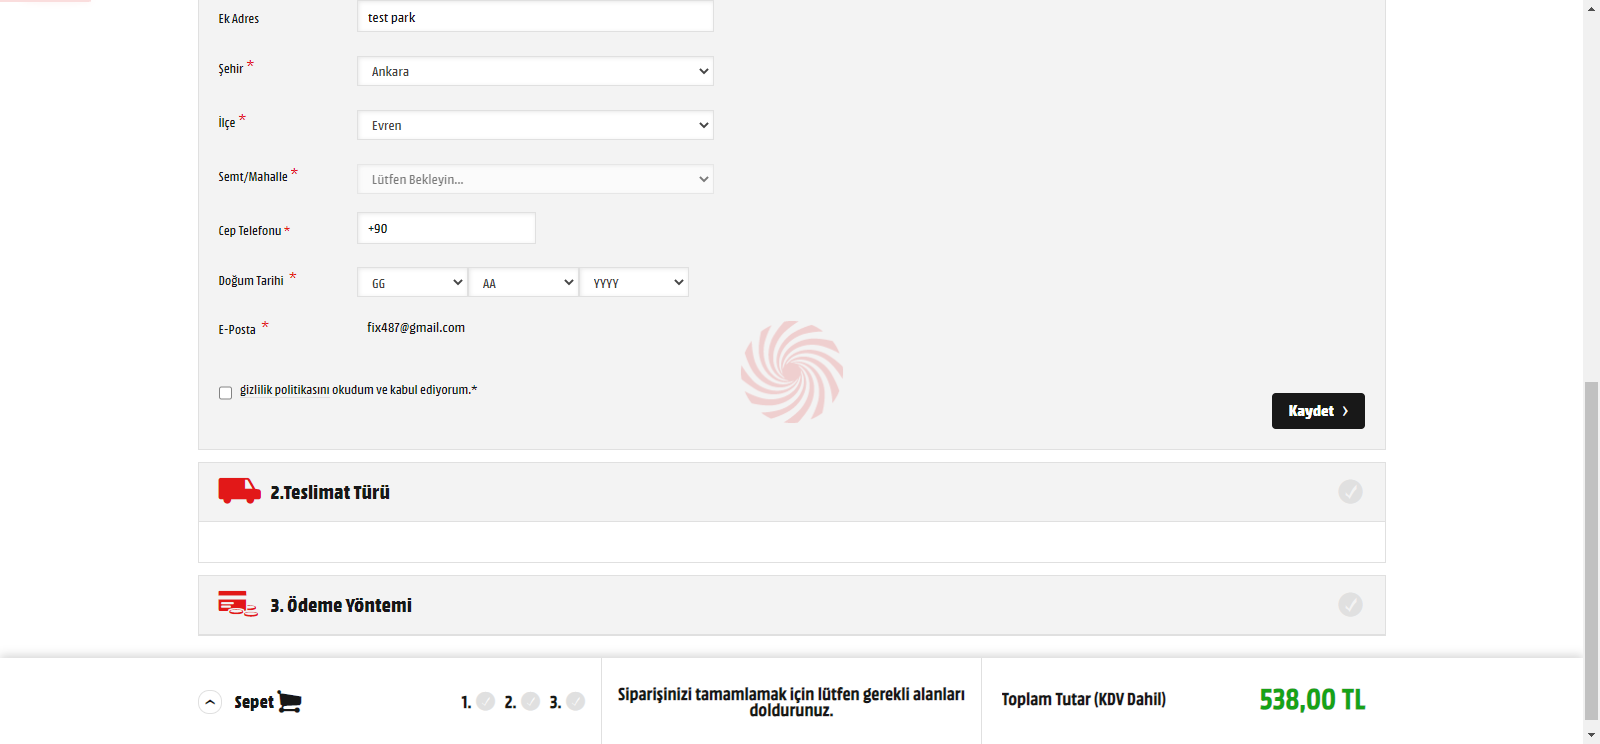 Ek Adres
test park
Şehir *
Ankara
İlçe *
Evren
Semt/Mahalle *
Lütfen Bekleyin...
Cep Telefonu *
+90
Doğum Tarihi *
GG
AA
YYYY
E-Posta *
fix487@gmail.com
gizlilik politikasını okudum ve kabul ediyorum.*
Kaydet
2.Teslimat Türü
3. Ödeme Yöntemi
Sepet
1. 2. 3.
Siparişinizi tamamlamak için lütfen gerekli alanları
doldurunuz.
Toplam Tutar (KDV Dahil)
538,00 TL